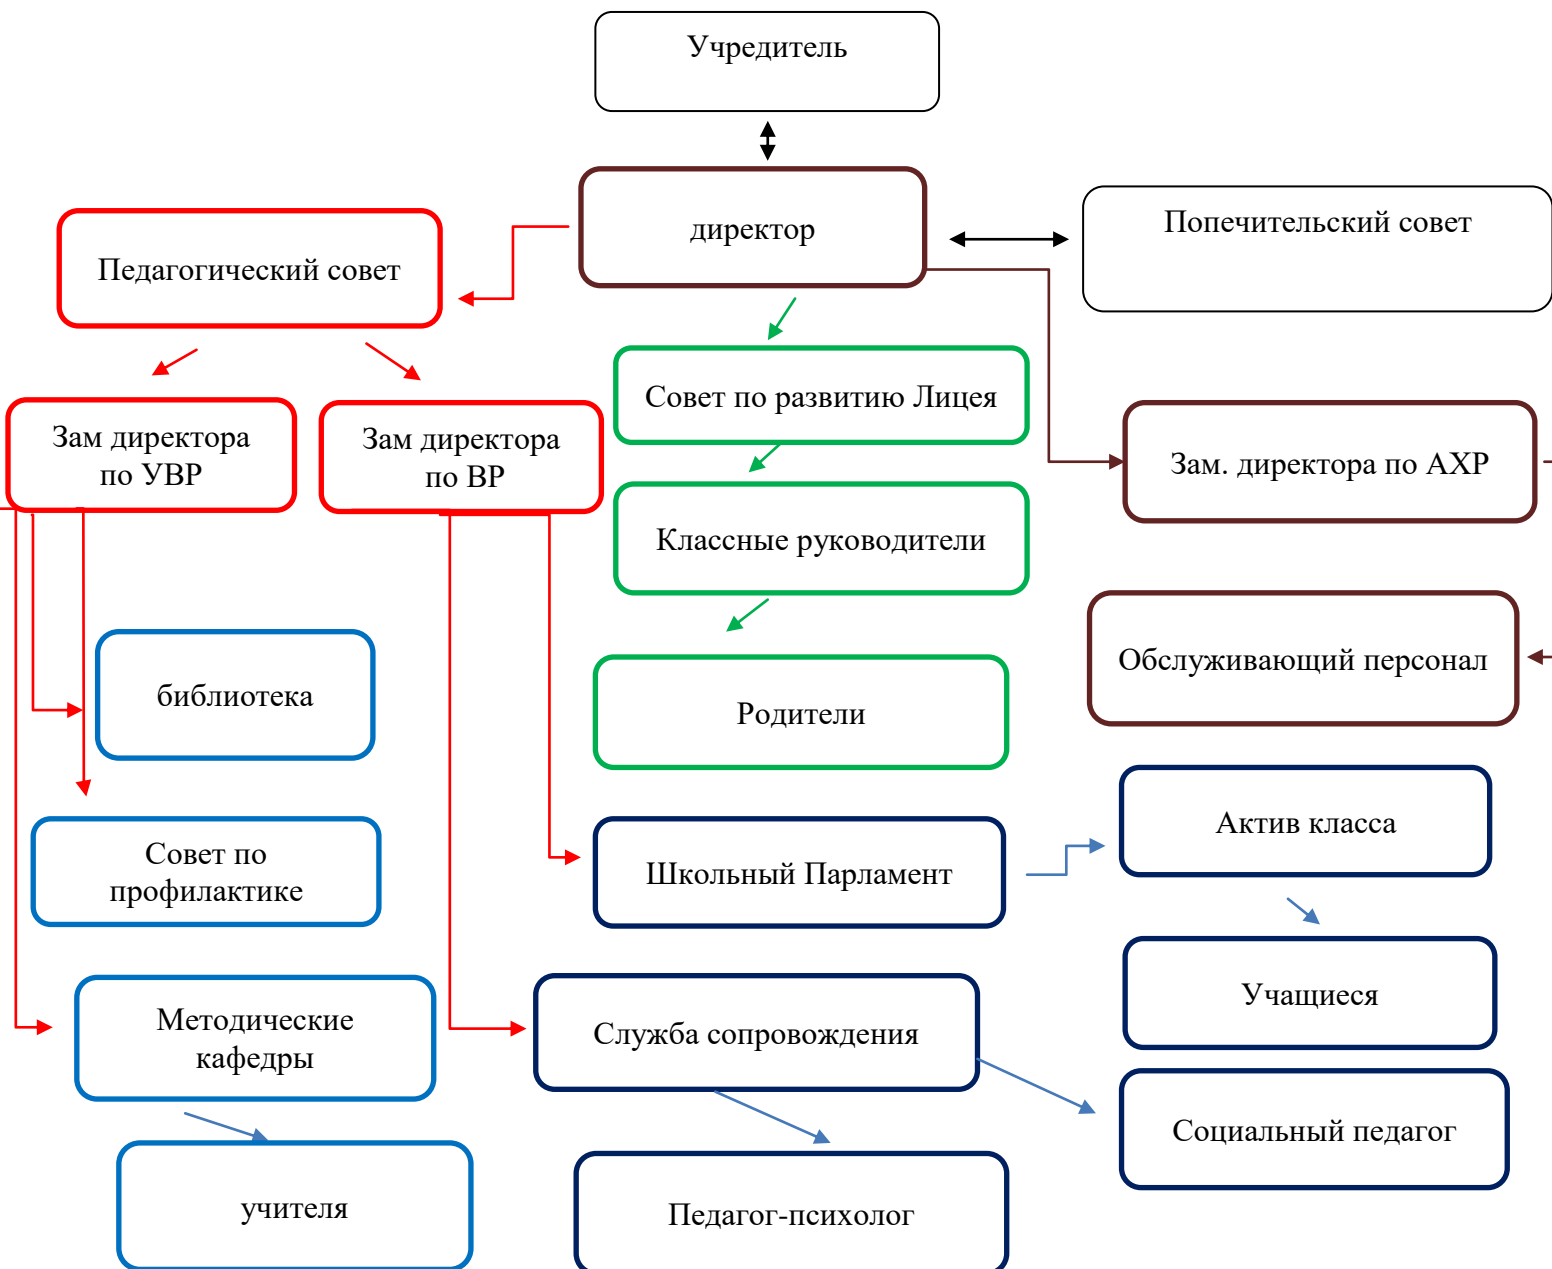 Учредитель
директор
Попечительский совет
Педагогический совет
Совет по развитию Лицея
Зам директора
по УВР
Зам директора
по ВР
Зам. директора по АХР
Классные руководители
Обслуживающий персонал
библиотека
Родители
Актив класса
Совет по
профилактике
Школьный Парламент
Учащиеся
Методические
кафедры
Служба сопровождения
Социальный педагог
учителя
Педагог-психолог